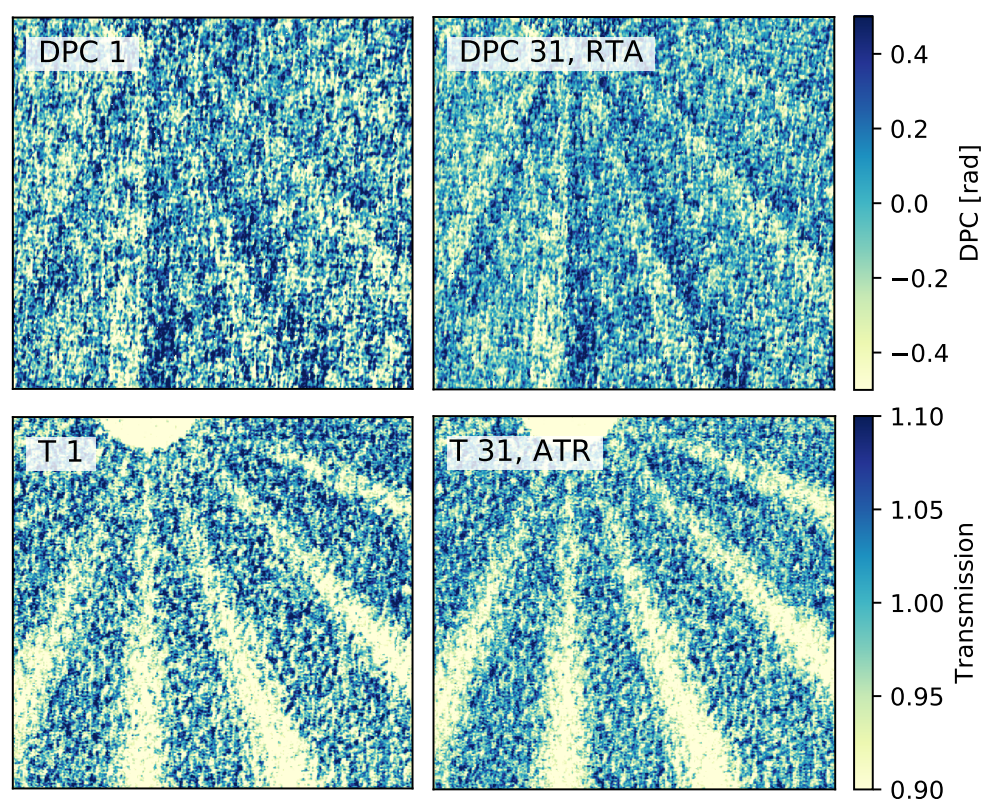 DPC 1
DPC 31, RTA
0.4
0.2
0.0
−0.2
−0.4
DPC [rad]
T 1
T 31, ATR
1.10
1.05
1.00
0.95
0.90
Transmission